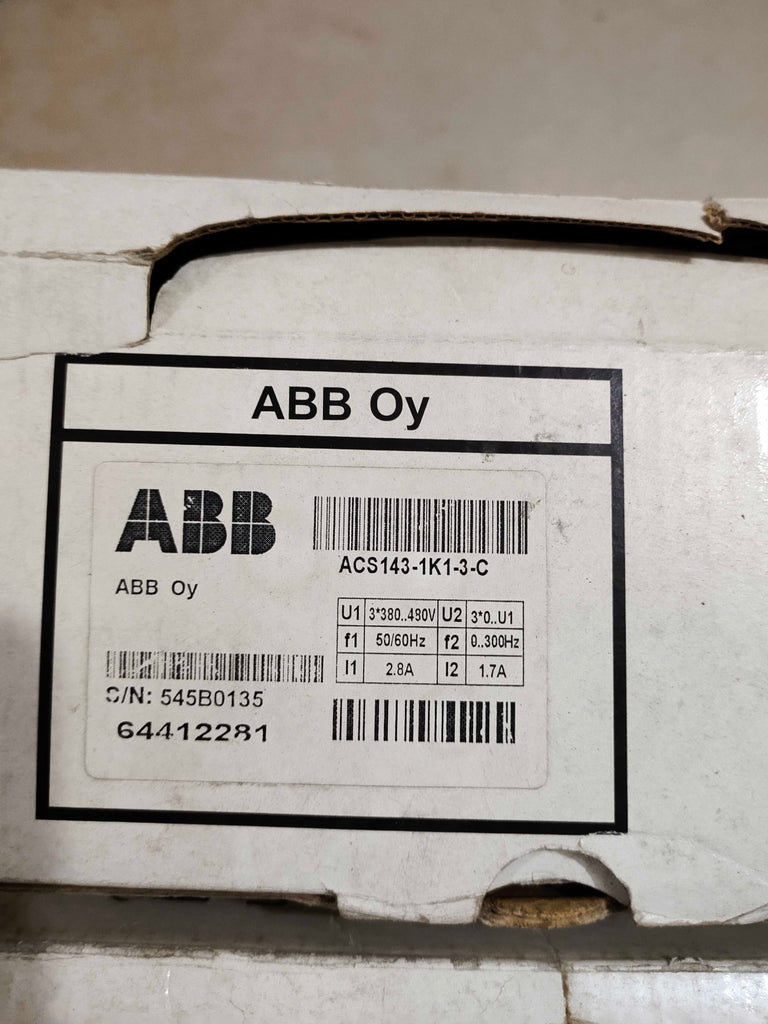 ABB Oy
ABB
ACS143-1K1-3-C
ABB Oy
U1 3*380..490V U2 3*0..U1
f1 50/60Hz f2 0..300Hz
I1 2.8A I2 1.7A
S/N: 545B0135
64412281